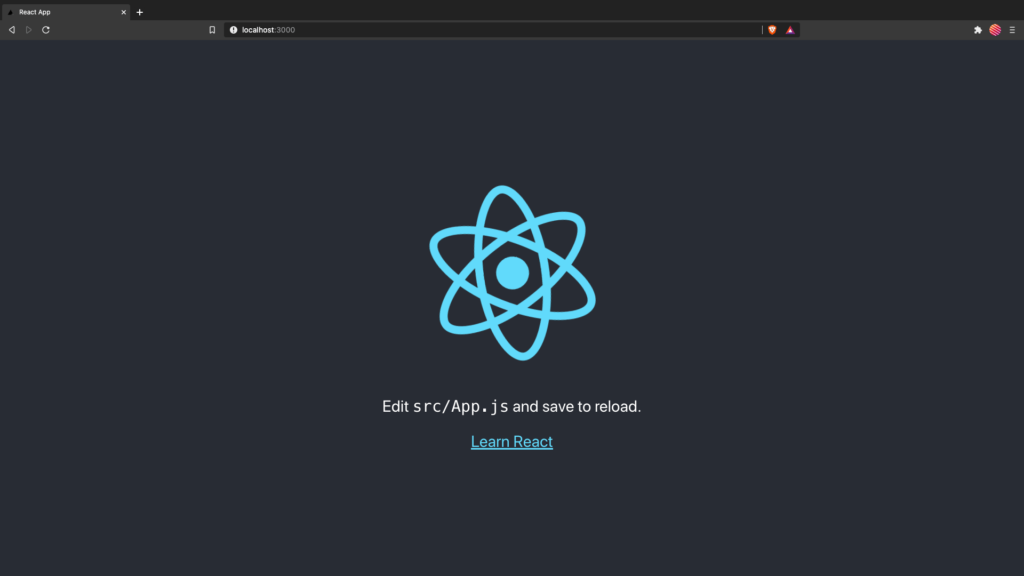 React App
localhost:3000
Edit src/App.js and save to reload.
Learn React